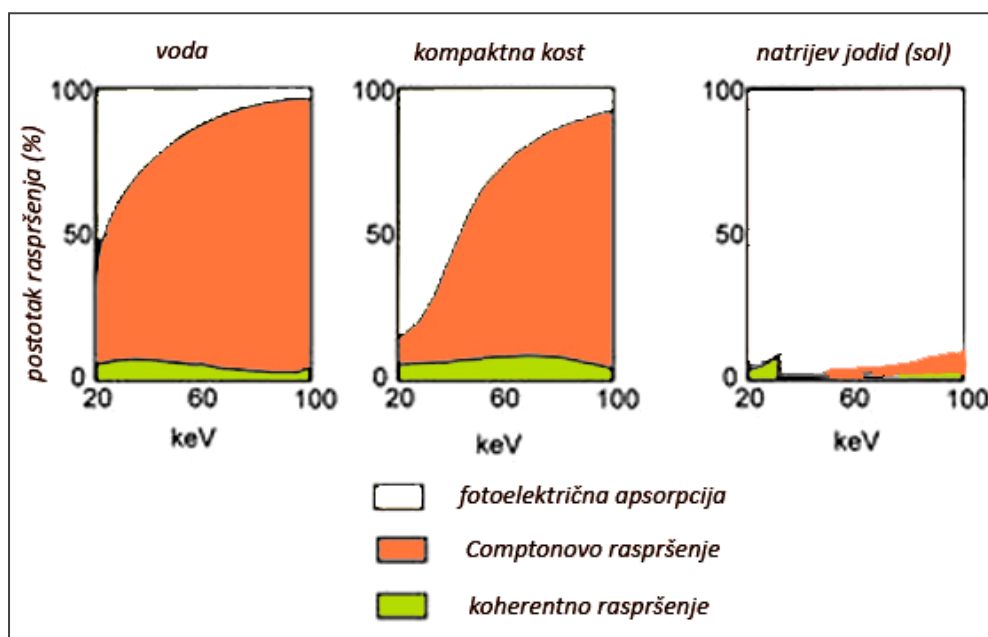 voda
kompaktna kost
natrijev jodid (sol)
postotak raspršenja (%)
100
50
0
20
60
100
keV
100
50
0
20
60
100
keV
100
50
0
20
60
100
keV
fotoelektrična apsorpcija
Comptonovo raspršenje
koherentno raspršenje